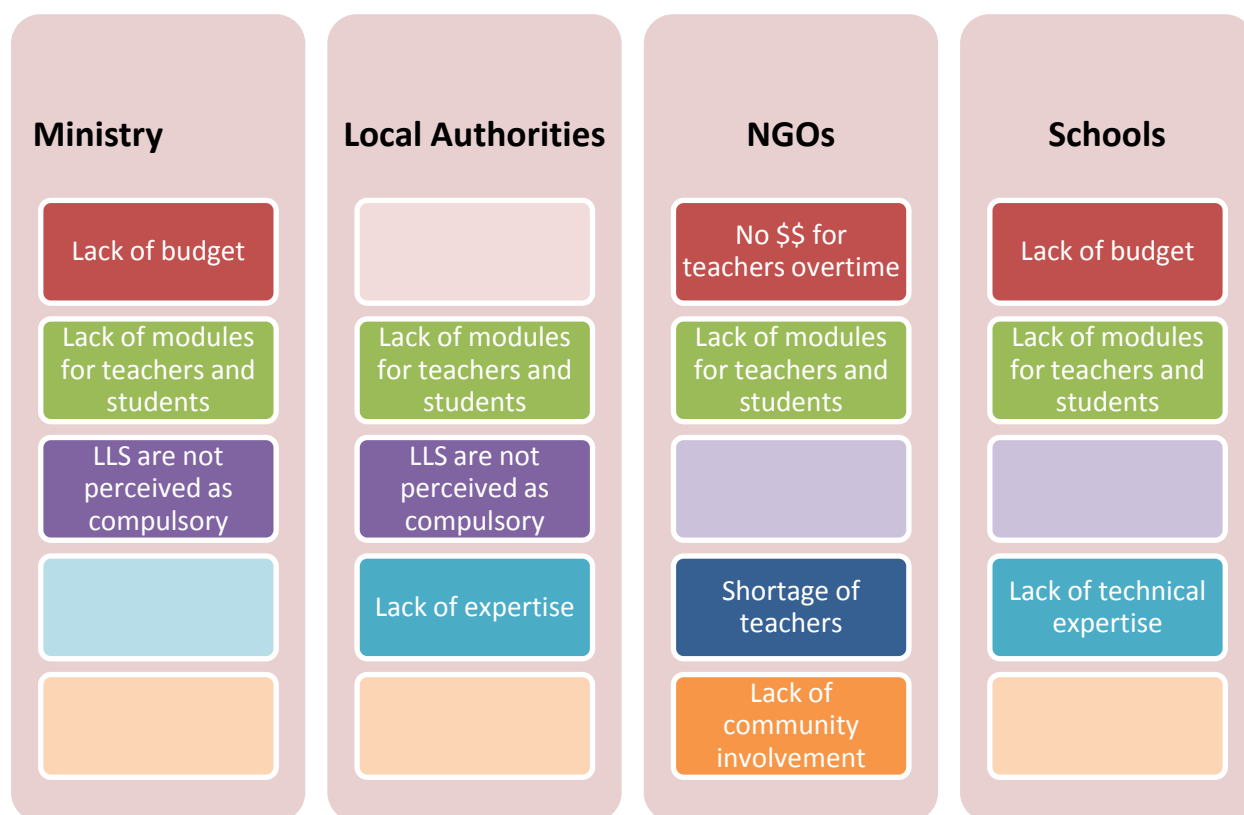 Ministry
Lack of budget
Lack of modules
for teachers and
students
LLS are not
perceived as
compulsory
Local Authorities
Lack of modules
for teachers and
students
LLS are not
perceived as
compulsory
Lack of expertise
NGOs
No $$ for
teachers overtime
Lack of modules
for teachers and
students
Shortage of
teachers
Lack of
community
involvement
Schools
Lack of budget
Lack of modules
for teachers and
students
Lack of technical
expertise